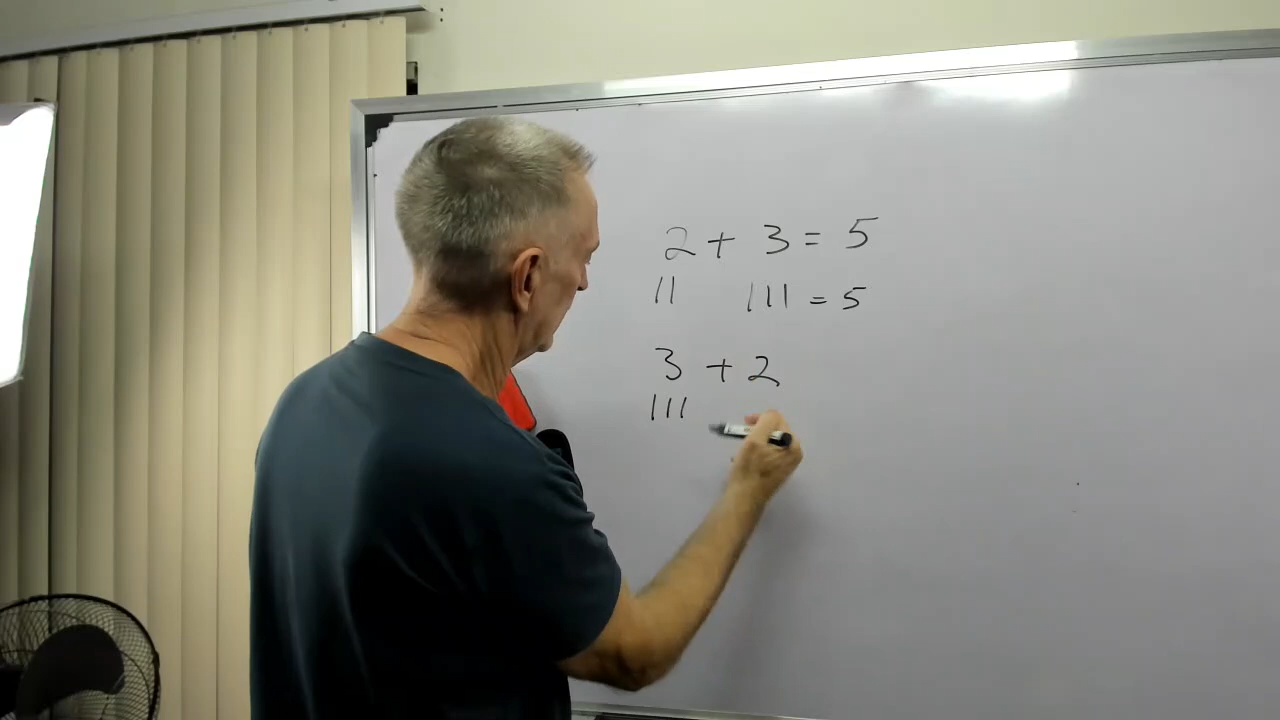 2 + 3 = 5
11 111 = 5
3 + 2
111